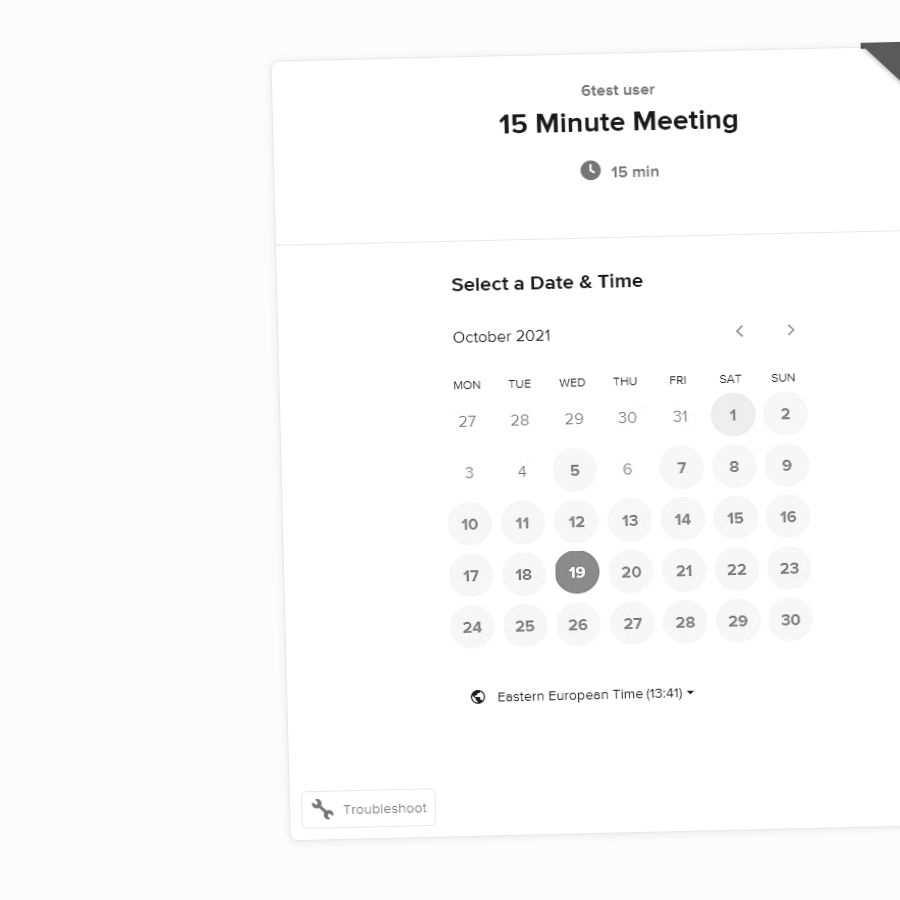 6test user
15 Minute Meeting
15 min
Select a Date & Time
October 2021
MON TUE WED THU FRI SAT SUN
27 28 29 30 31 1 2
3 4 5 6 7 8 9
10 11 12 13 14 15 16
17 18 19 20 21 22 23
24 25 26 27 28 29 30
Eastern European Time (13:41)
Troubleshoot